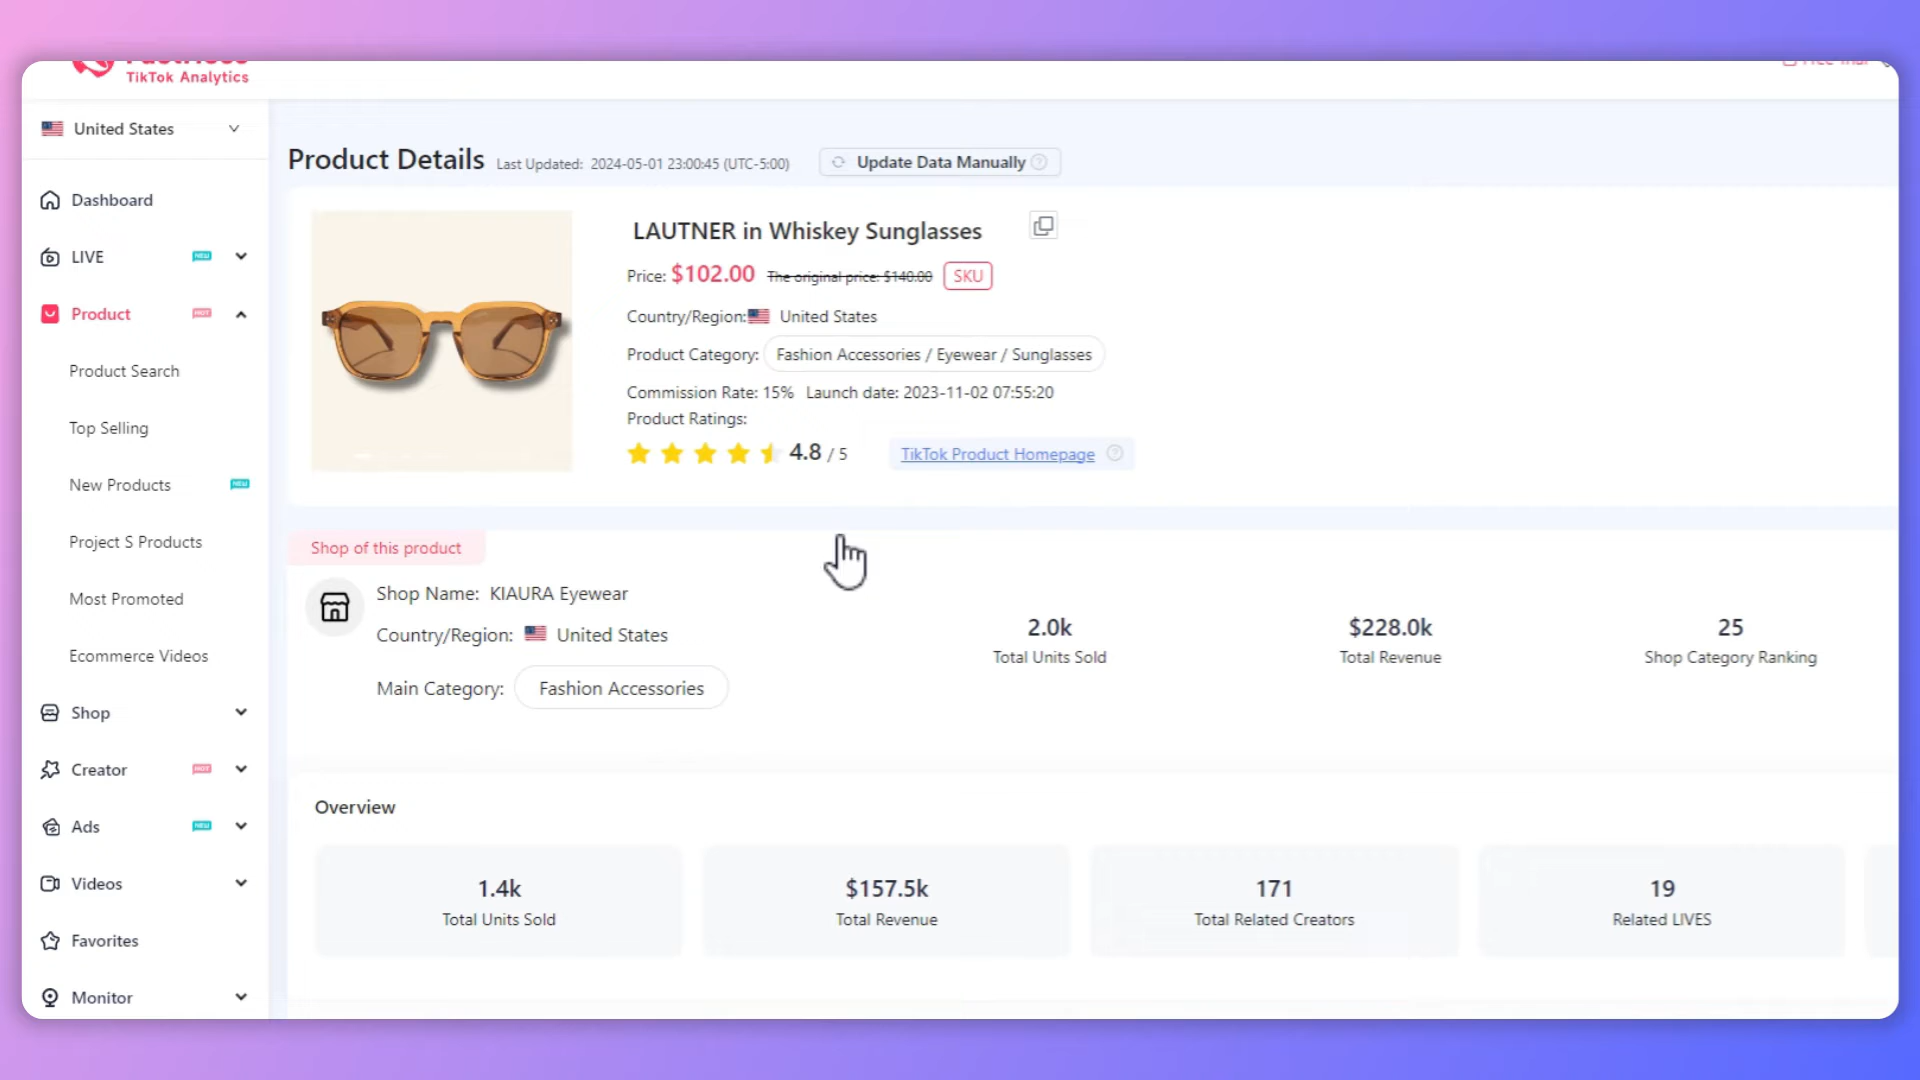 TikTok Analytics
United States
Product Details
Last Updated: 2024-05-01 23:00:45 (UTC-5:00)
Update Data Manually
Dashboard
LIVE
NEW
Product
HOT
Product Search
Top Selling
New Products
NEW
Project S Products
Most Promoted
Ecommerce Videos
Shop
Creator
HOT
Ads
NEW
Videos
Favorites
Monitor
LAUTNER in Whiskey Sunglasses
Price: $102.00 The original price: $140.00 SKU
Country/Region: United States
Product Category: Fashion Accessories / Eyewear / Sunglasses
Commission Rate: 15% Launch date: 2023-11-02 07:55:20
Product Ratings:
4.8 / 5
TikTok Product Homepage
Shop of this product
Shop Name: KIAURA Eyewear
Country/Region: United States
Main Category: Fashion Accessories
2.0k
Total Units Sold
$228.0k
Total Revenue
25
Shop Category Ranking
Overview
1.4k
Total Units Sold
$157.5k
Total Revenue
171
Total Related Creators
19
Related LIVES